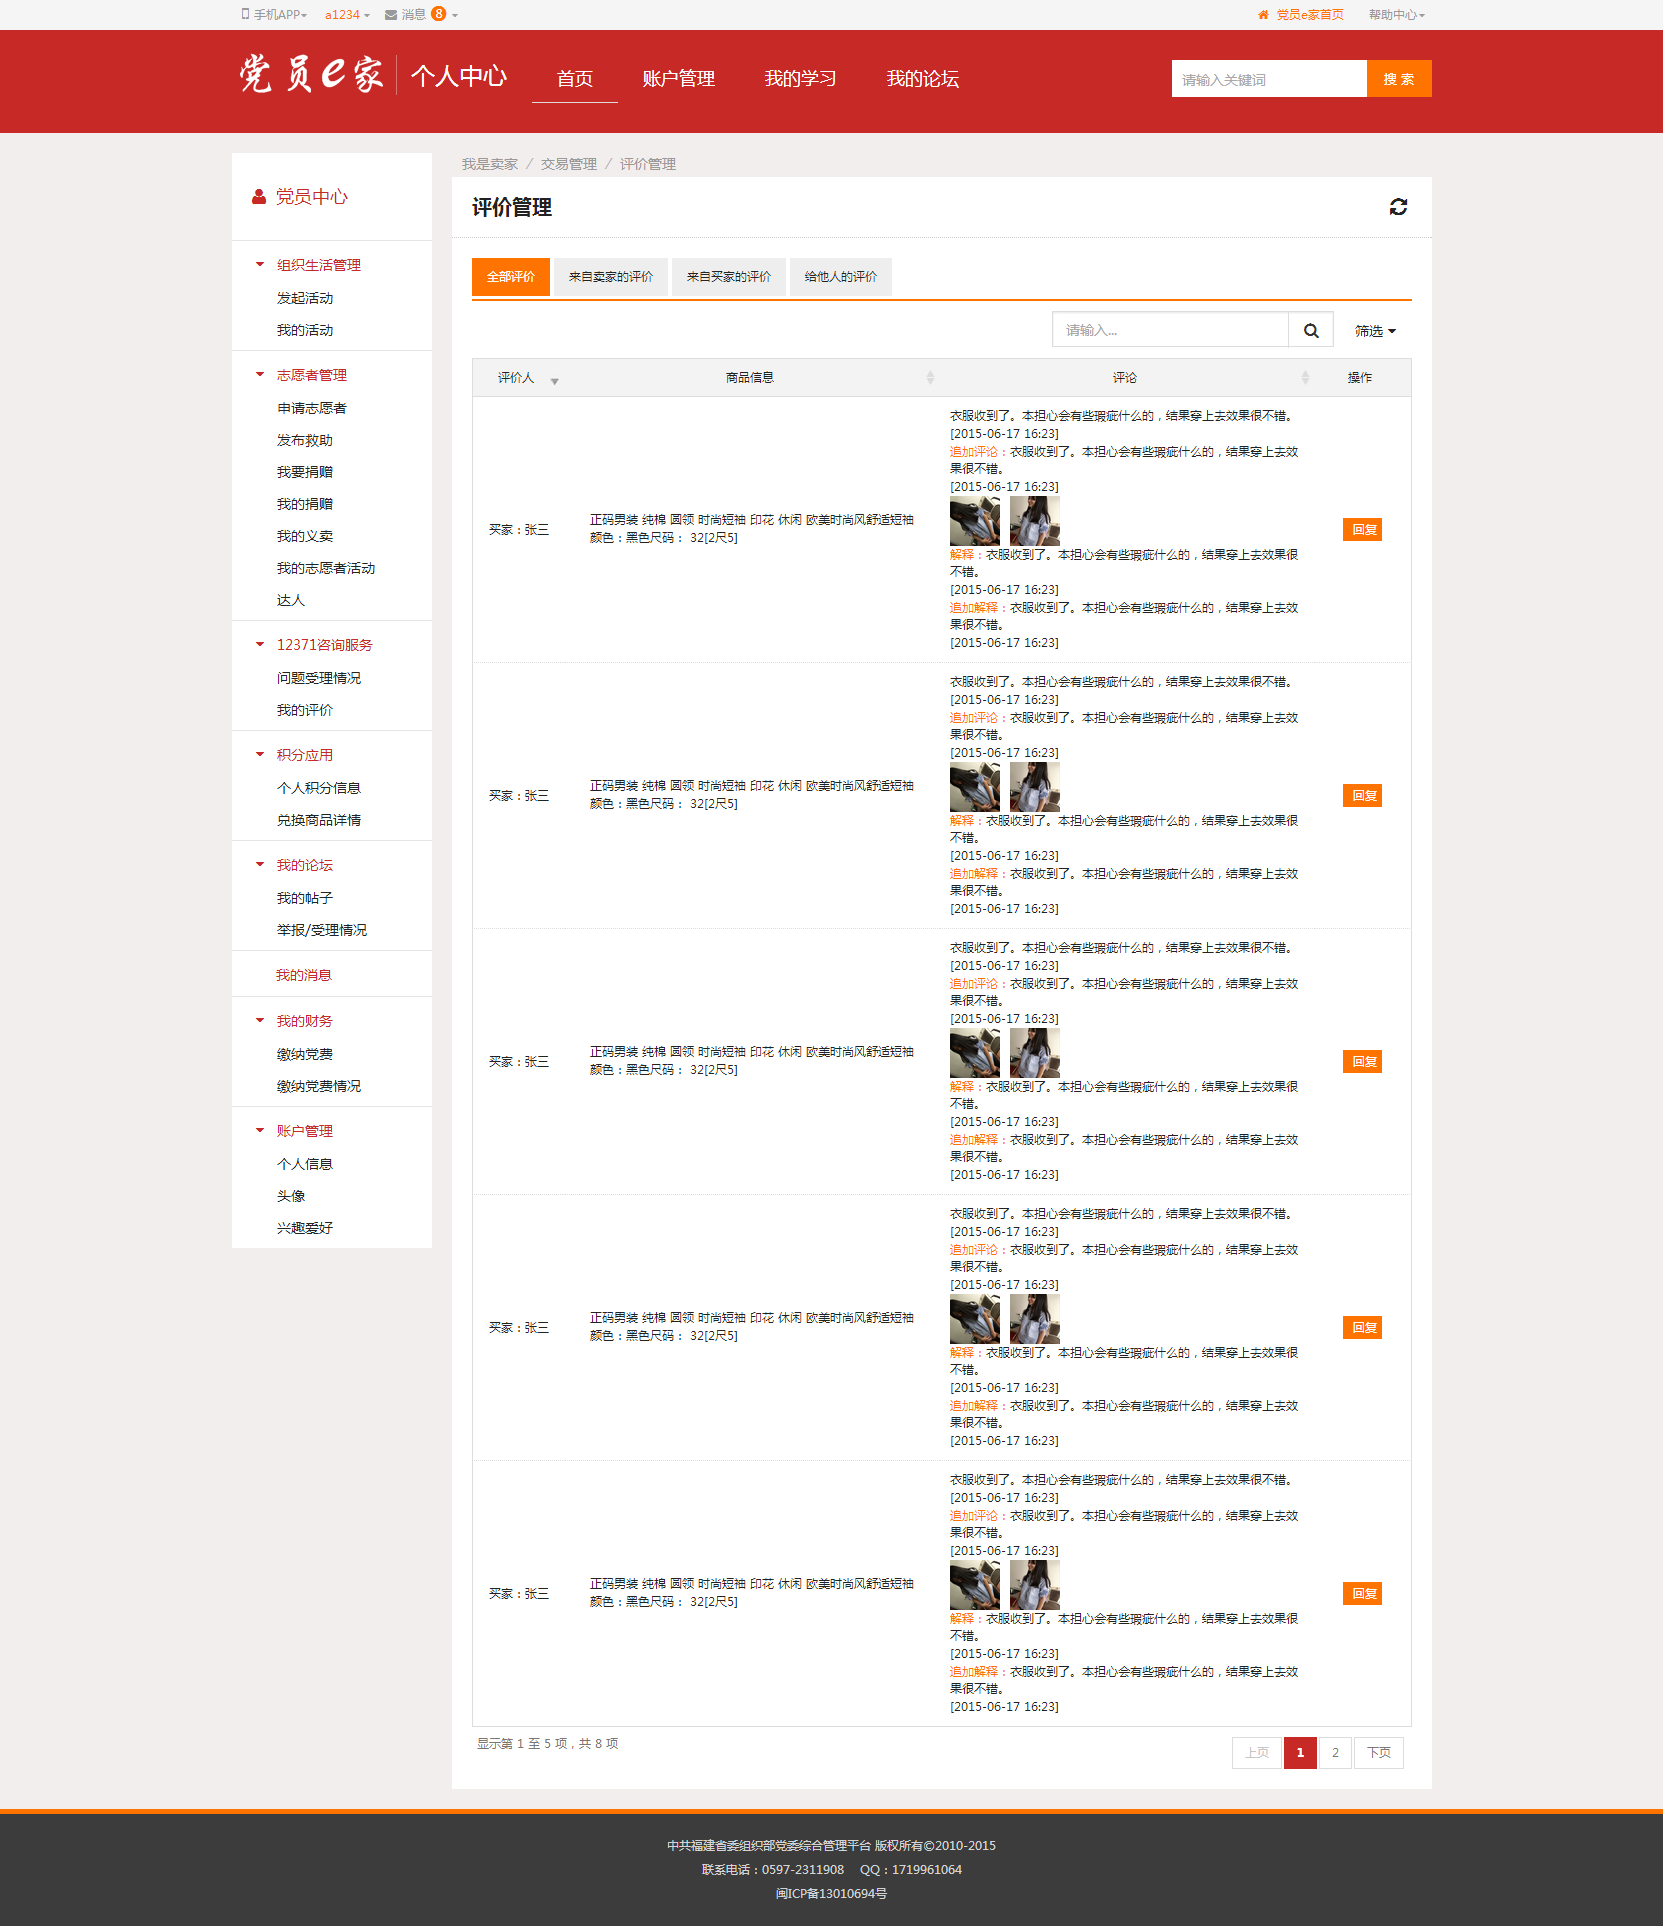 手机APP a1234 消息 8 党员e家首页 帮助中心
党员e家 个人中心 首页 账户管理 我的学习 我的论坛 请输入关键词 搜 索
党员中心
组织生活管理
发起活动
我的活动
志愿者管理
申请志愿者
发布救助
我要捐赠
我的捐赠
我的义卖
我的志愿者活动
达人
12371咨询服务
问题受理情况
我的评价
积分应用
个人积分信息
兑换商品详情
我的论坛
我的帖子
举报/受理情况
我的消息
我的财务
缴纳党费
缴纳党费情况
账户管理
个人信息
头像
兴趣爱好
我是卖家 / 交易管理 / 评价管理
评价管理
全部评价 来自卖家的评价 来自买家的评价 给他人的评价
请输入... 筛选
评价人 商品信息 评论 操作
买家：张三
正码男装 纯棉 圆领 时尚短袖 印花 休闲 欧美时尚风舒适短袖
颜色：黑色尺码： 32[2尺5]
衣服收到了。本担心会有些瑕疵什么的，结果穿上去效果很不错。
[2015-06-17 16:23]
追加评论：衣服收到了。本担心会有些瑕疵什么的，结果穿上去效
果很不错。
[2015-06-17 16:23]
解释：衣服收到了。本担心会有些瑕疵什么的，结果穿上去效果很
不错。
[2015-06-17 16:23]
追加解释：衣服收到了。本担心会有些瑕疵什么的，结果穿上去效
果很不错。
[2015-06-17 16:23]
回复
买家：张三
正码男装 纯棉 圆领 时尚短袖 印花 休闲 欧美时尚风舒适短袖
颜色：黑色尺码： 32[2尺5]
衣服收到了。本担心会有些瑕疵什么的，结果穿上去效果很不错。
[2015-06-17 16:23]
追加评论：衣服收到了。本担心会有些瑕疵什么的，结果穿上去效
果很不错。
[2015-06-17 16:23]
解释：衣服收到了。本担心会有些瑕疵什么的，结果穿上去效果很
不错。
[2015-06-17 16:23]
追加解释：衣服收到了。本担心会有些瑕疵什么的，结果穿上去效
果很不错。
[2015-06-17 16:23]
回复
买家：张三
正码男装 纯棉 圆领 时尚短袖 印花 休闲 欧美时尚风舒适短袖
颜色：黑色尺码： 32[2尺5]
衣服收到了。本担心会有些瑕疵什么的，结果穿上去效果很不错。
[2015-06-17 16:23]
追加评论：衣服收到了。本担心会有些瑕疵什么的，结果穿上去效
果很不错。
[2015-06-17 16:23]
解释：衣服收到了。本担心会有些瑕疵什么的，结果穿上去效果很
不错。
[2015-06-17 16:23]
追加解释：衣服收到了。本担心会有些瑕疵什么的，结果穿上去效
果很不错。
[2015-06-17 16:23]
回复
买家：张三
正码男装 纯棉 圆领 时尚短袖 印花 休闲 欧美时尚风舒适短袖
颜色：黑色尺码： 32[2尺5]
衣服收到了。本担心会有些瑕疵什么的，结果穿上去效果很不错。
[2015-06-17 16:23]
追加评论：衣服收到了。本担心会有些瑕疵什么的，结果穿上去效
果很不错。
[2015-06-17 16:23]
解释：衣服收到了。本担心会有些瑕疵什么的，结果穿上去效果很
不错。
[2015-06-17 16:23]
追加解释：衣服收到了。本担心会有些瑕疵什么的，结果穿上去效
果很不错。
[2015-06-17 16:23]
回复
买家：张三
正码男装 纯棉 圆领 时尚短袖 印花 休闲 欧美时尚风舒适短袖
颜色：黑色尺码： 32[2尺5]
衣服收到了。本担心会有些瑕疵什么的，结果穿上去效果很不错。
[2015-06-17 16:23]
追加评论：衣服收到了。本担心会有些瑕疵什么的，结果穿上去效
果很不错。
[2015-06-17 16:23]
解释：衣服收到了。本担心会有些瑕疵什么的，结果穿上去效果很
不错。
[2015-06-17 16:23]
追加解释：衣服收到了。本担心会有些瑕疵什么的，结果穿上去效
果很不错。
[2015-06-17 16:23]
回复
显示第 1 至 5 项，共 8 项 上页 1 2 下页
中共福建省委组织部党委综合管理平台 版权所有©2010-2015
联系电话：0597-2311908 QQ：1719961064
闽ICP备13010694号